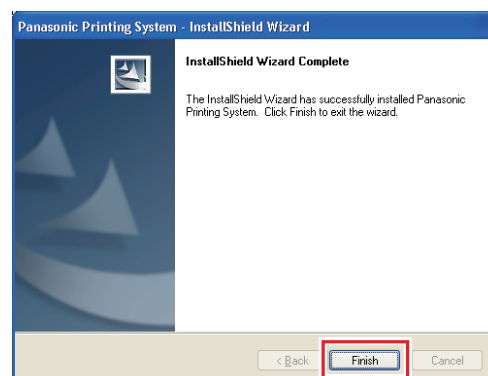 Panasonic Printing System - InstallShield Wizard
InstallShield Wizard Complete
The InstallShield Wizard has successfully installed Panasonic
Printing System. Click Finish to exit the wizard.
< Back Finish Cancel